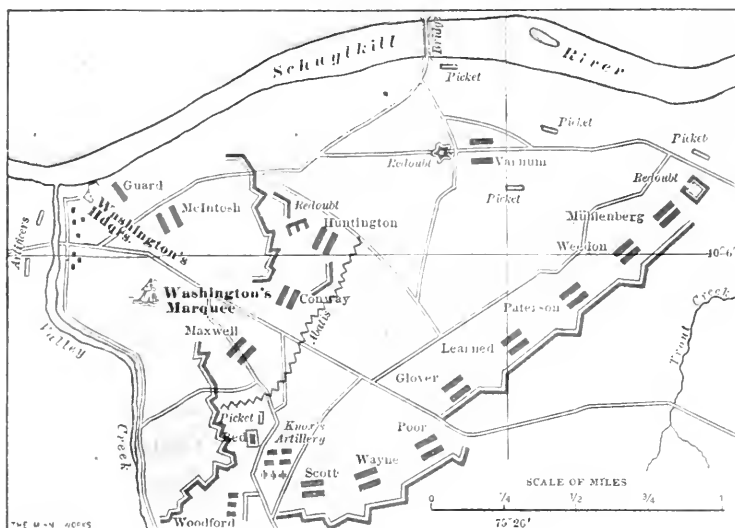 Schuylkill
River
Bridge
Picket
Picket
Picket
Redoubt
Varnum
Picket
Redoubt
Guard
McIntosh
Redoubt
Huntington
Muhlenberg
Weedon
Artificers
Washington's
Hdqrs.
40°6'
Washington's
Marquee
Conway
Paterson
Abatis
Valley
Creek
Maxwell
Learned
Trout
Creek
Glover
Picket
Red.
Knox's
Artillery
Poor
Scott
Wayne
Woodford
SCALE OF MILES
0
1/4
1/2
3/4
1
75°26'